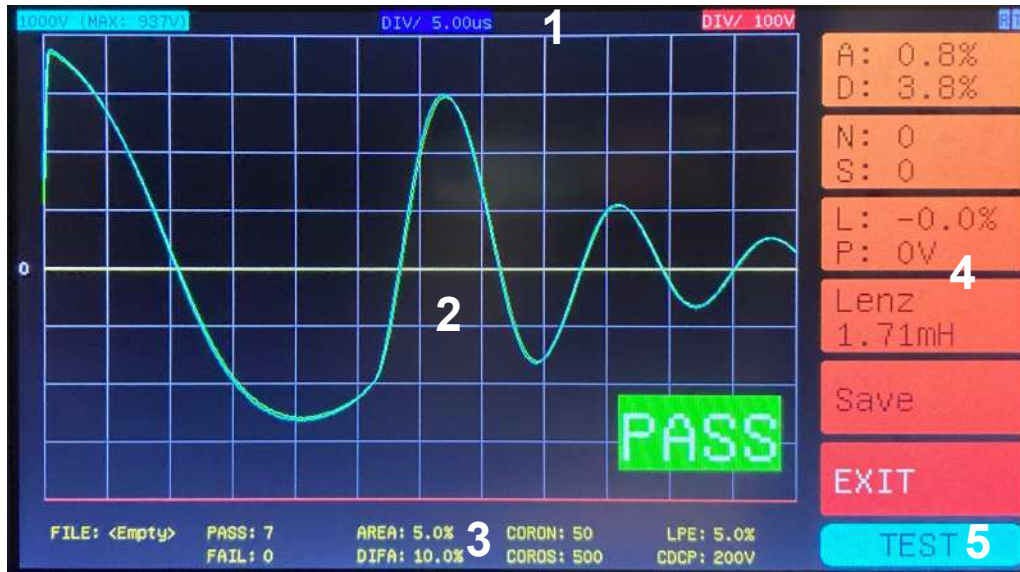 1000V (MAX: 937V) DIV/ 5.00us 1 DIV/ 100V RT
A: 0.8%
D: 3.8%
N: 0
S: 0
0
L: -0.0%
P: 0V
4
2
Lenz
1.71mH
Save
PASS
EXIT
FILE: <Empty> PASS: 7 AREA: 5.0% CORON: 50 LPE: 5.0%
FAIL: 0 DIFA: 10.0% COROS: 500 CDCP: 200V
3
TEST 5